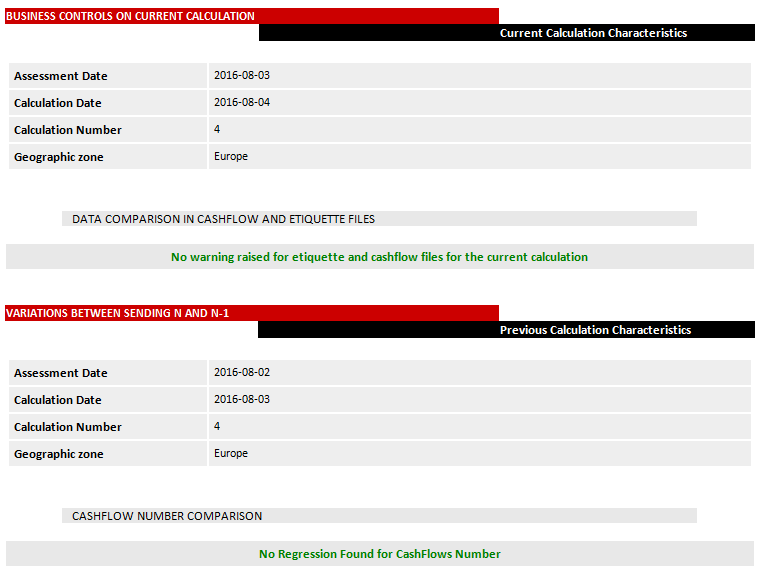 BUSINESS CONTROLS ON CURRENT CALCULATION
Current Calculation Characteristics
Assessment Date 2016-08-03
Calculation Date 2016-08-04
Calculation Number 4
Geographic zone Europe
DATA COMPARISON IN CASHFLOW AND ETIQUETTE FILES
No warning raised for etiquette and cashflow files for the current calculation
VARIATIONS BETWEEN SENDING N AND N-1
Previous Calculation Characteristics
Assessment Date 2016-08-02
Calculation Date 2016-08-03
Calculation Number 4
Geographic zone Europe
CASHFLOW NUMBER COMPARISON
No Regression Found for CashFlows Number